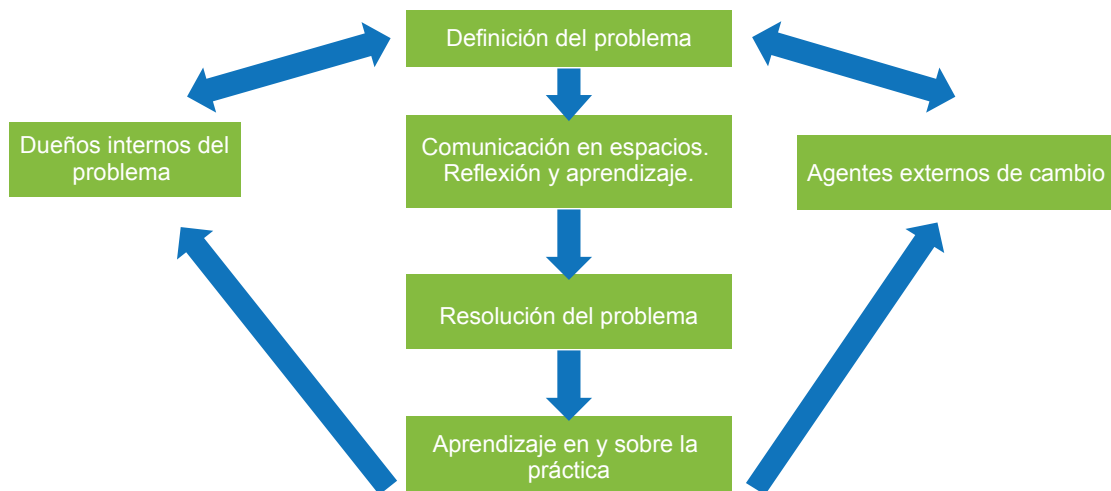 Definición del problema
Dueños internos del
problema
Comunicación en espacios.
Reflexión y aprendizaje.
Agentes externos de cambio
Resolución del problema
Aprendizaje en y sobre la
práctica